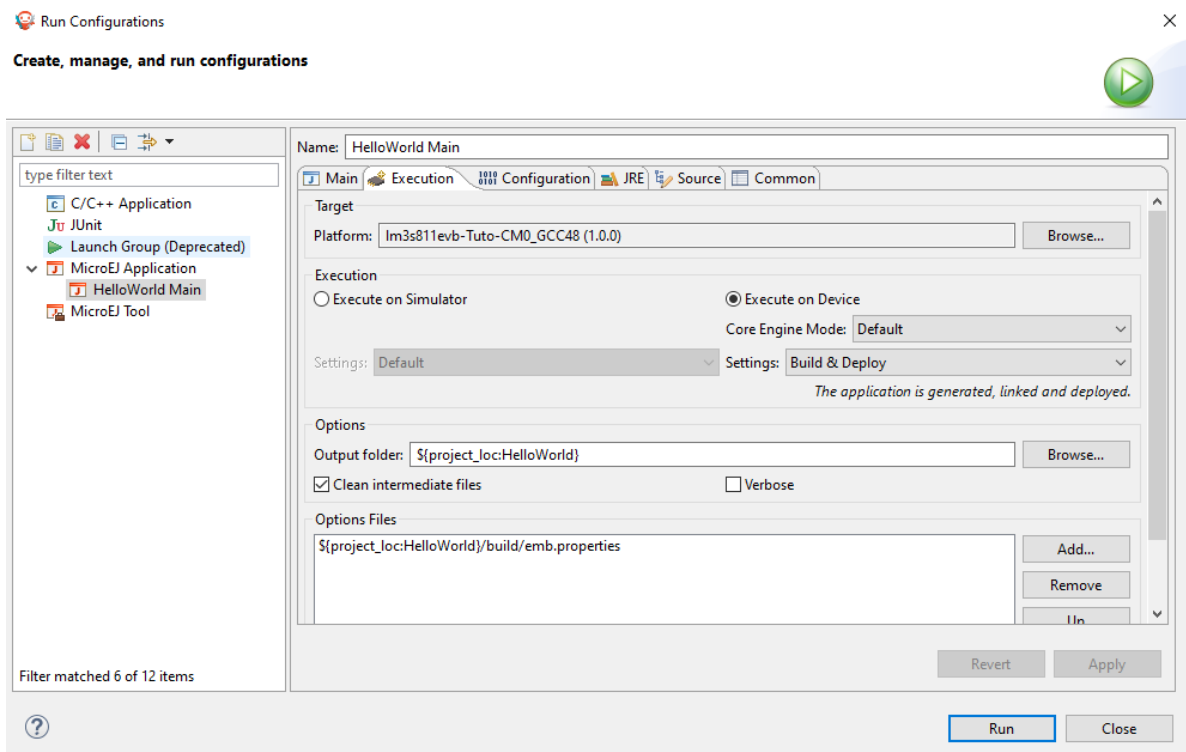 Run Configurations
Create, manage, and run configurations
type filter text
C/C++ Application
JUnit
Launch Group (Deprecated)
MicroEJ Application
HelloWorld Main
MicroEJ Tool
Filter matched 6 of 12 items
Name: HelloWorld Main
Main Execution Configuration JRE Source Common
Target
Platform: lm3s811evb-Tuto-CM0_GCC48 (1.0.0) Browse...
Execution
Execute on Simulator Execute on Device
Core Engine Mode: Default
Settings: Default Settings: Build & Deploy
The application is generated, linked and deployed.
Options
Output folder: ${project_loc:HelloWorld} Browse...
Clean intermediate files Verbose
Options Files
${project_loc:HelloWorld}/build/emb.properties
Add...
Remove
Up
Revert Apply
Run Close